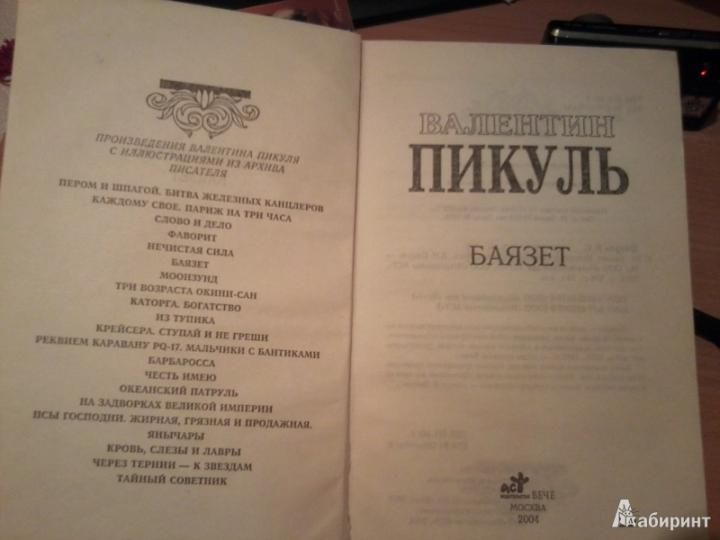 ПРОИЗВЕДЕНИЯ ВАЛЕНТИНА ПИКУЛЯ
С ИЛЛЮСТРАЦИЯМИ ИЗ АРХИВА
ПИСАТЕЛЯ
ПЕРОМ И ШПАГОЙ. БИТВА ЖЕЛЕЗНЫХ КАНЦЛЕРОВ
КАЖДОМУ СВОЕ. ПАРИЖ НА ТРИ ЧАСА
СЛОВО И ДЕЛО
ФАВОРИТ
НЕЧИСТАЯ СИЛА
БАЯЗЕТ
МООНЗУНД
ТРИ ВОЗРАСТА ОКИНИ-САН
КАТОРГА. БОГАТСТВО
ИЗ ТУПИКА
КРЕЙСЕРА. СТУПАЙ И НЕ ГРЕШИ
РЕКВИЕМ КАРАВАНУ PQ-17. МАЛЬЧИКИ С БАНТИКАМИ
БАРБАРОССА
ЧЕСТЬ ИМЕЮ
ОКЕАНСКИЙ ПАТРУЛЬ
НА ЗАДВОРКАХ ВЕЛИКОЙ ИМПЕРИИ
ПСЫ ГОСПОДНИ. ЖИРНАЯ, ГРЯЗНАЯ И ПРОДАЖНАЯ.
ЯНЫЧАРЫ
КРОВЬ, СЛЕЗЫ И ЛАВРЫ
ЧЕРЕЗ ТЕРНИИ — К ЗВЕЗДАМ
ТАЙНЫЙ СОВЕТНИК
ВАЛЕНТИН
ПИКУЛЬ
БАЯЗЕТ
АСТ
ИЗДАТЕЛЬСТВО
ВЕЧЕ
МОСКВА
2004
Лабиринт